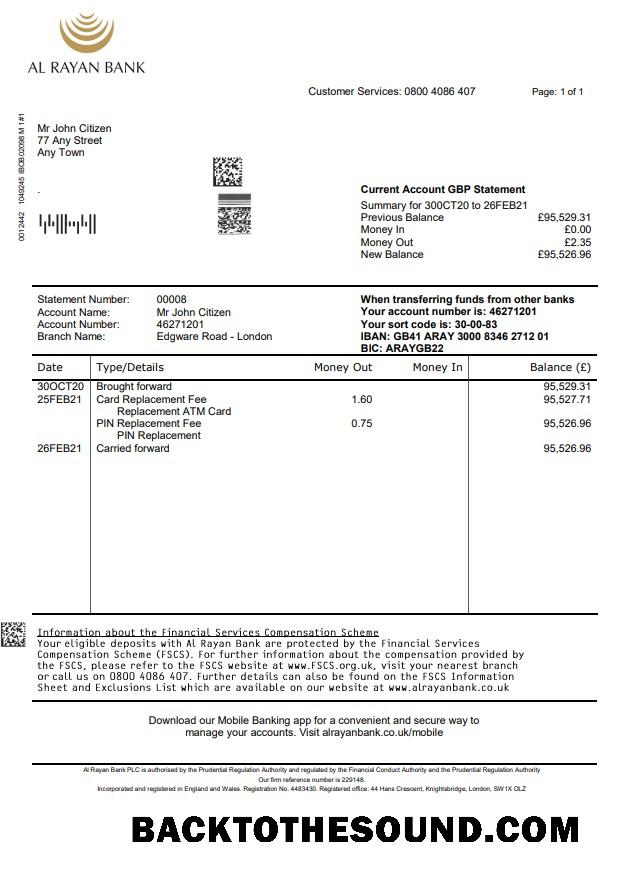 AL RAYAN BANK
Customer Services: 0800 4086 407 Page: 1 of 1
0012442 1049245 IBOB02098 M 1#1
Mr John Citizen
77 Any Street
Any Town
.
Current Account GBP Statement
Summary for 300CT20 to 26FEB21
Previous Balance £95,529.31
Money In £0.00
Money Out £2.35
New Balance £95,526.96
Statement Number: 00008
Account Name: Mr John Citizen
Account Number: 46271201
Branch Name: Edgware Road - London
When transferring funds from other banks
Your account number is: 46271201
Your sort code is: 30-00-83
IBAN: GB41 ARAY 3000 8346 2712 01
BIC: ARAYGB22
Date Type/Details Money Out Money In Balance (£)
30OCT20 Brought forward 95,529.31
25FEB21 Card Replacement Fee 1.60 95,527.71
Replacement ATM Card
PIN Replacement Fee 0.75 95,526.96
PIN Replacement
26FEB21 Carried forward 95,526.96
Information about the Financial Services Compensation Scheme
Your eligible deposits with Al Rayan Bank are protected by the Financial Services
Compensation Scheme (FSCS). For further information about the compensation provided by
the FSCS, please refer to the FSCS website at www.FSCS.org.uk, visit your nearest branch
or call us on 0800 4086 407. Further details can also be found on the FSCS Information
Sheet and Exclusions List which are available on our website at www.alrayanbank.co.uk
Download our Mobile Banking app for a convenient and secure way to
manage your accounts. Visit alrayanbank.co.uk/mobile
Al Rayan Bank PLC is authorised by the Prudential Regulation Authority and regulated by the Financial Conduct Authority and the Prudential Regulation Authority
Our firm reference number is 229148.
Incorporated and registered in England and Wales. Registration No. 4483430. Registered office: 44 Hans Crescent, Knightsbridge, London, SW1X OLZ
BACKTOTHESOUND.COM